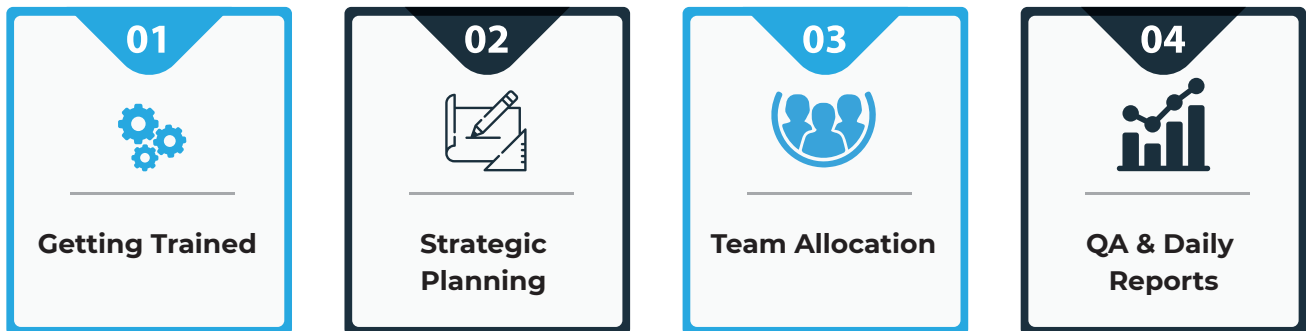 01
Getting Trained
02
Strategic
Planning
03
Team Allocation
04
QA & Daily
Reports